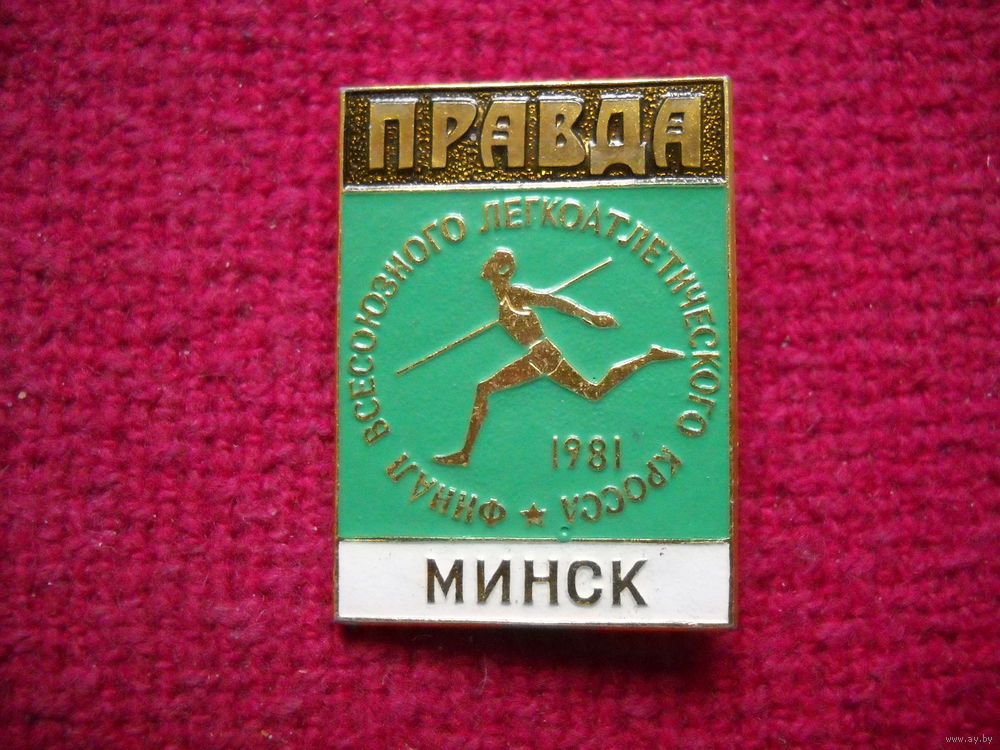 ПРАВДА
ФИНАЛ ВСЕСОЮЗНОГО ЛЕГКОАТЛЕТИЧЕСКОГО КРОССА
1981
МИНСК
www.ay.by